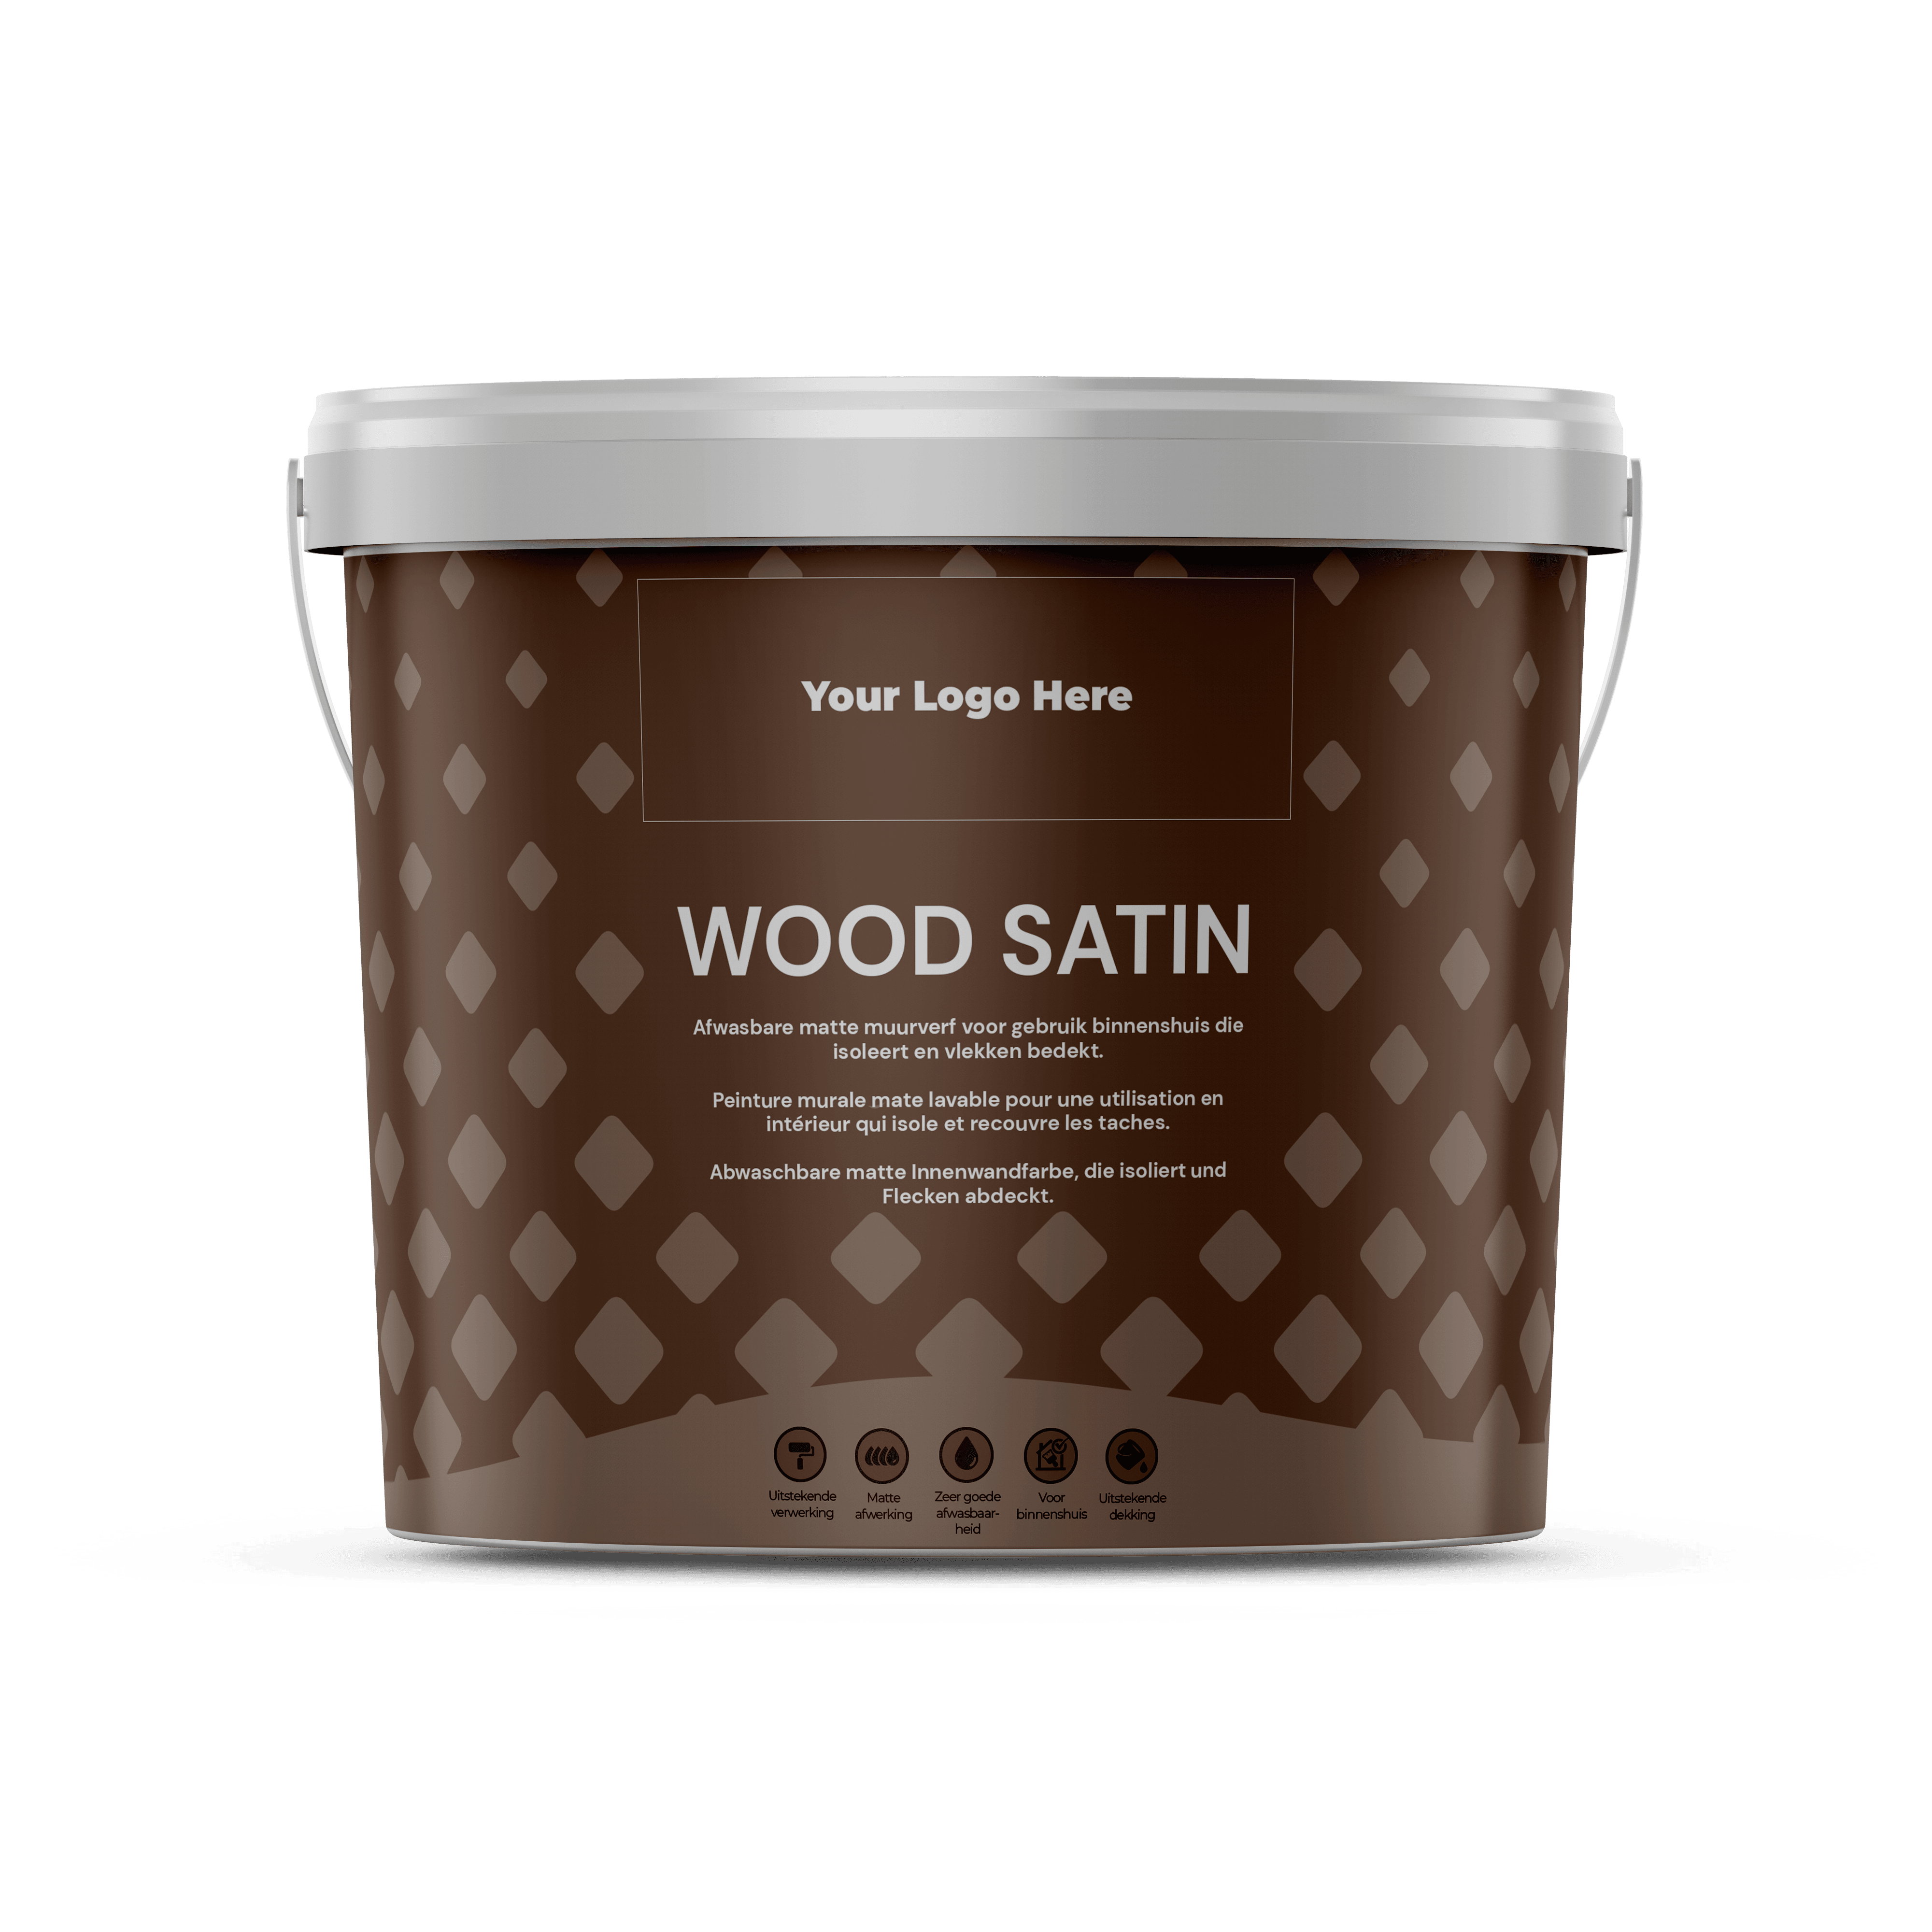 Your Logo Here
WOOD SATIN
Afwasbare matte muurverf voor gebruik binnenshuis die
isoleert en vlekken bedekt.
Peinture murale mate lavable pour une utilisation en
intérieur qui isole et recouvre les taches.
Abwaschbare matte Innenwandfarbe, die isoliert und
Flecken abdeckt.
Uitstekende
verwerking
Matte
afwerking
Zeer goede
afwasbaar-
heid
Voor
binnenshuis
Uitstekende
dekking